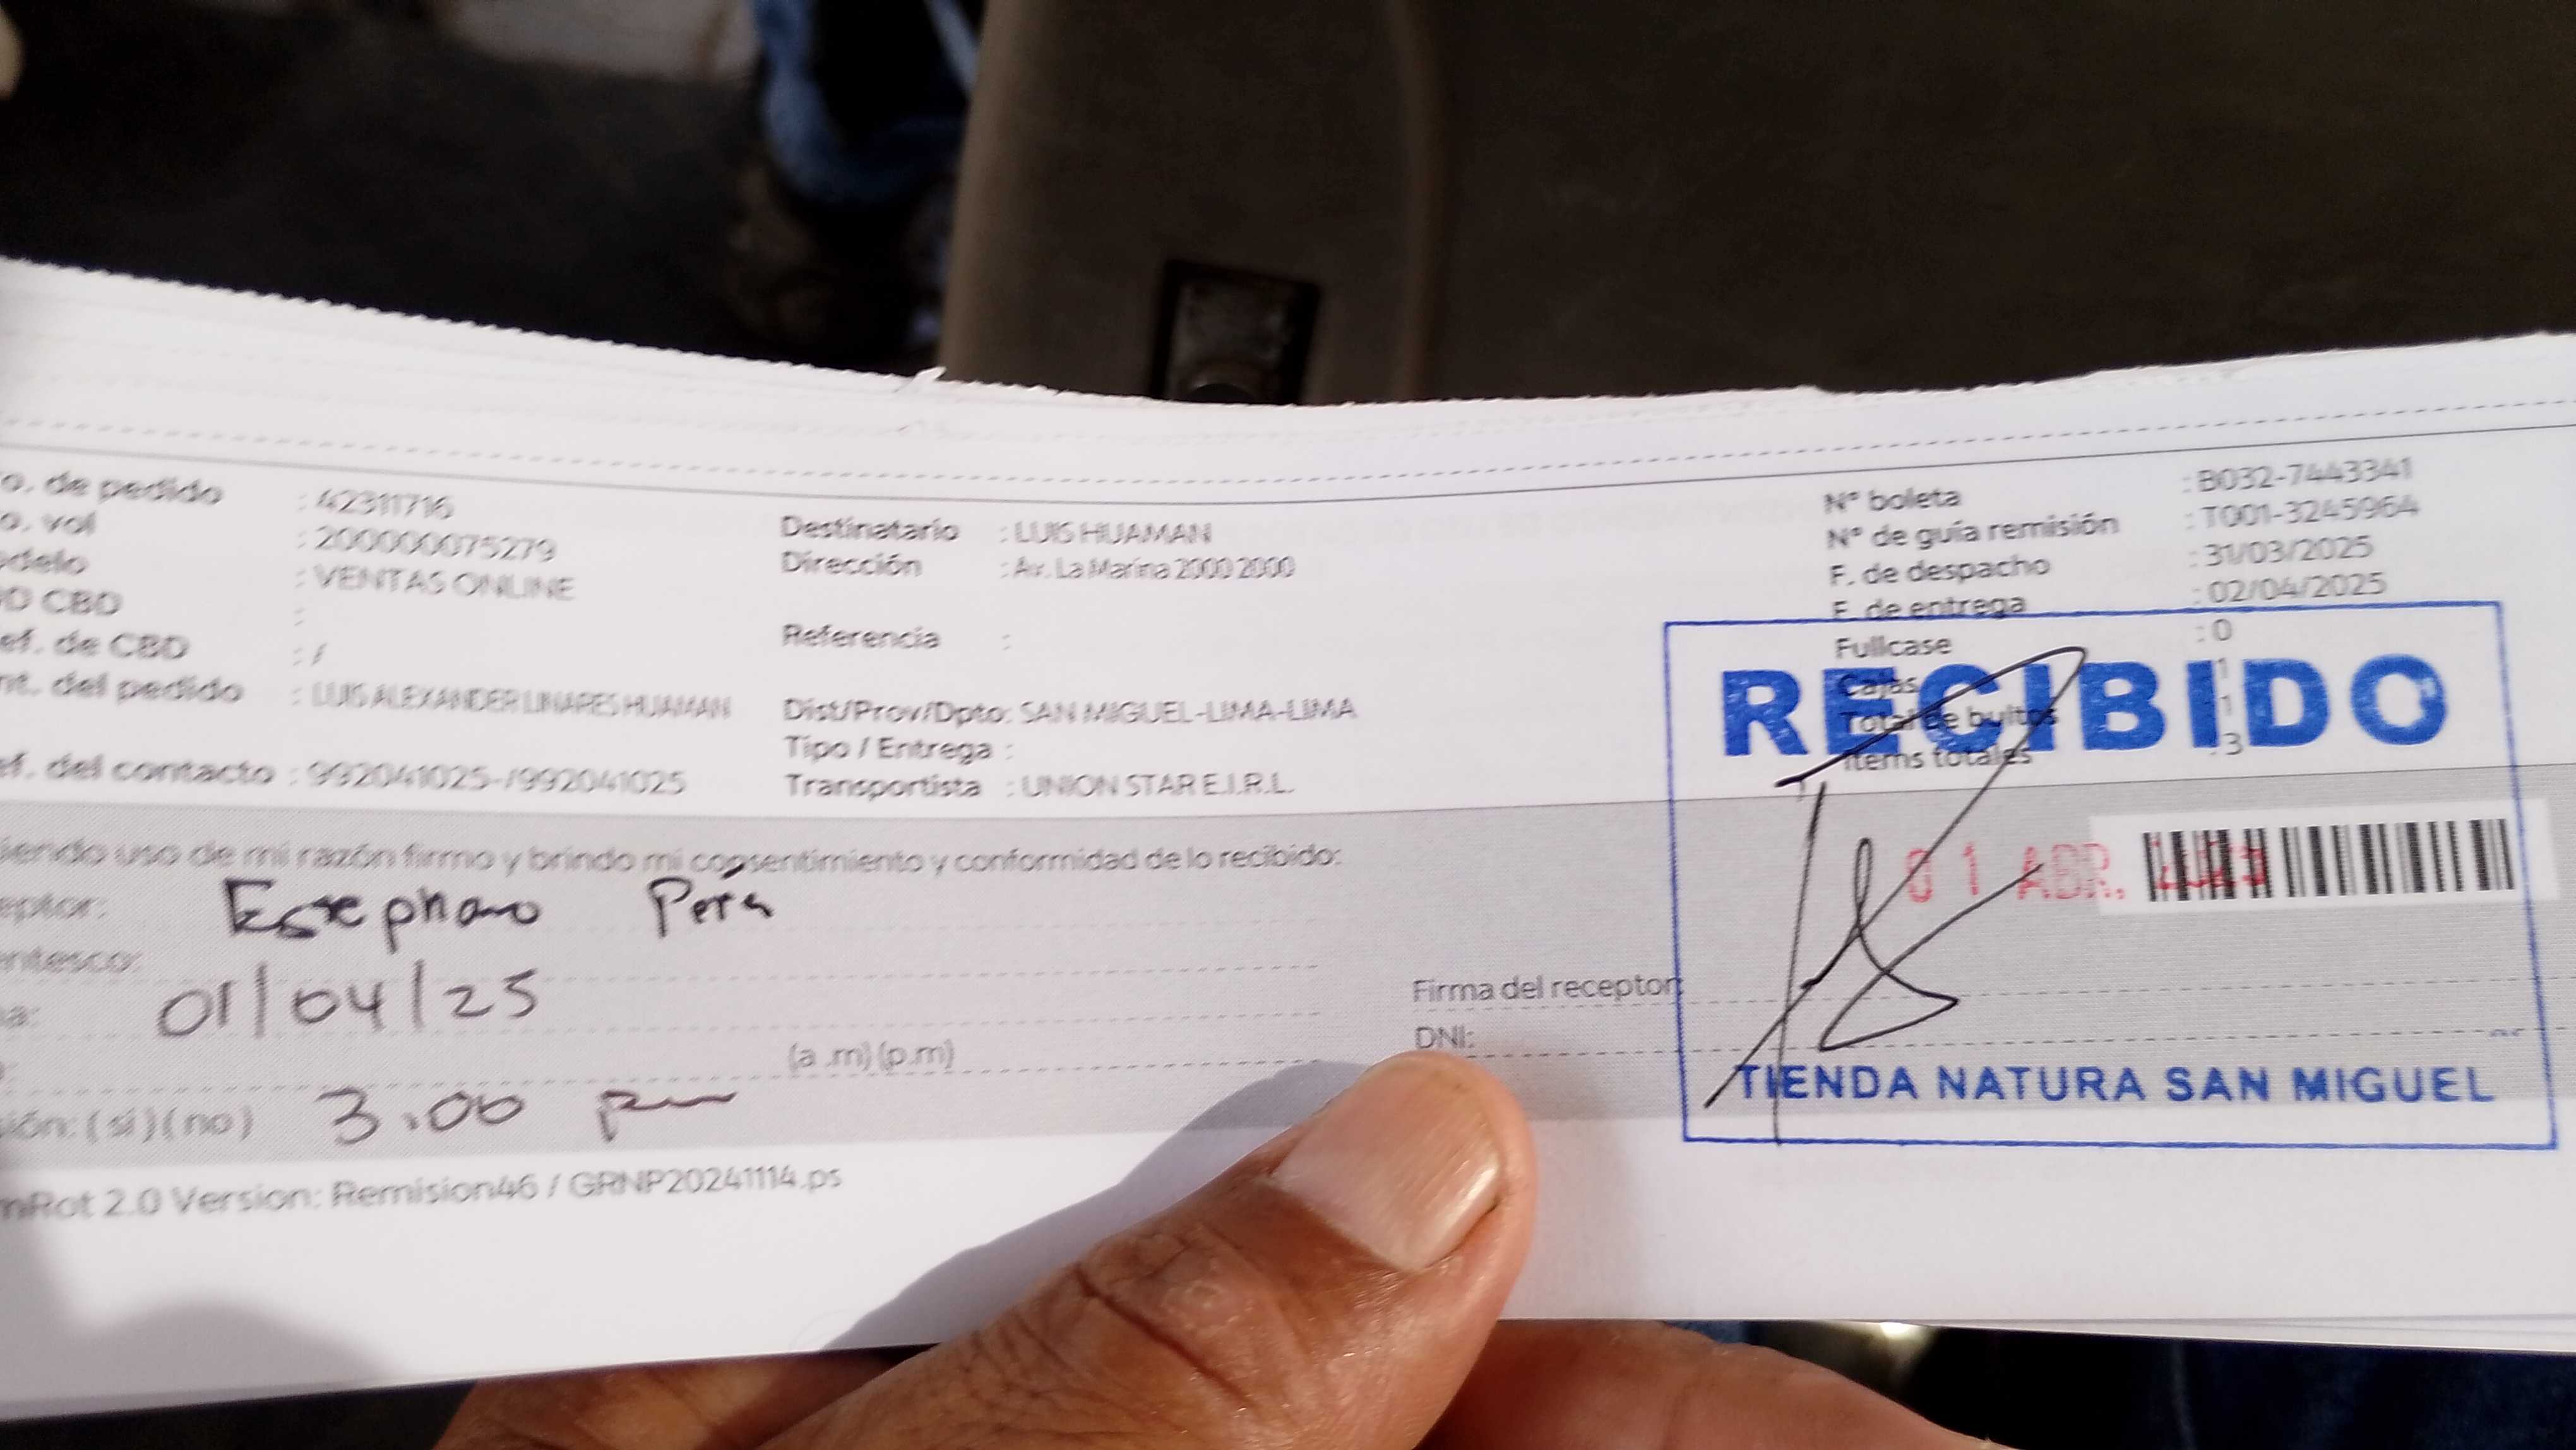 o. de pedido : 42311716
o. vol : 200000075279
odelo : VENTAS ONLINE
D CBD :
ef. de CBD : /
nt. del pedido : LUIS ALEXANDER LINARES HUAMAN
ef. del contacto : 992041025-/992041025
Destinatario : LUIS HUAMAN
Dirección : Av. La Marina 2000 2000
Referencia :
Dist/Prov/Dpto: SAN MIGUEL-LIMA-LIMA
Tipo / Entrega :
Transportista : UNION STAR E.I.R.L.
N° boleta : B032-7443341
N° de guía remisión : T001-3245964
F. de despacho : 31/03/2025
F. de entrega : 02/04/2025
Fullcase : 0
Cajas : 1
Total de bultos : 1
Items totales : 3
RECIBIDO
01 ABR. 2025
TIENDA NATURA SAN MIGUEL
iendo uso de mi razón firmo y brindo mi consentimiento y conformidad de lo recibido:
eptor: Estephano
entesco:
a: 01/04/25
: (a .m) (p.m)
ión: ( si ) ( no ) 3.00 pm
Firma del receptor:
DNI:
mRot 2.0 Version: Remision46 / GRNP20241114.ps